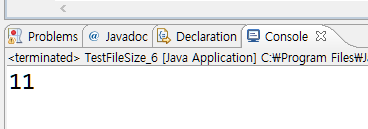 Problems @ Javadoc Declaration Console
<terminated> TestFileSize_6 [Java Application] C:₩Program Files₩J
11